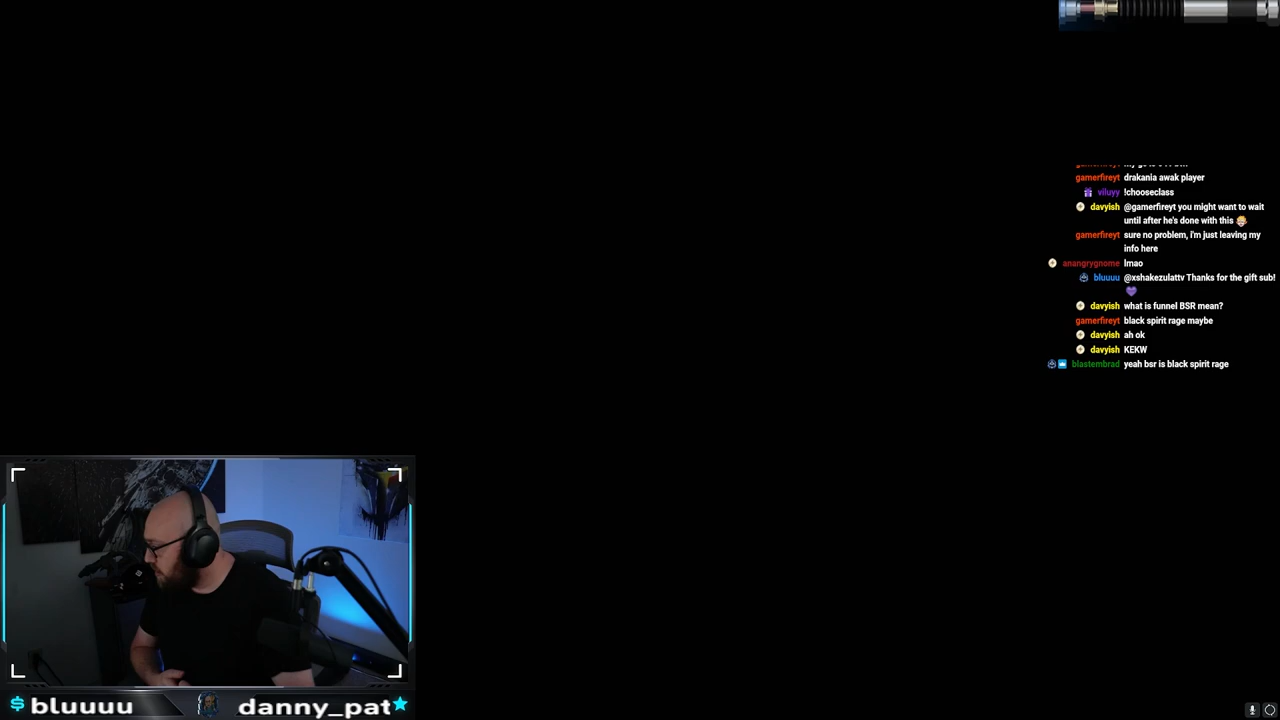 gamerfireyt
gamerfireyt drakania awak player
viluyy !chooseclass
davyish @gamerfireyt you might want to wait
until after he's done with this
gamerfireyt sure no problem, i'm just leaving my
info here
anangrygnome lmao
bluuuu @xshakezulattv Thanks for the gift sub!
davyish what is funnel BSR mean?
gamerfireyt black spirit rage maybe
davyish ah ok
davyish KEKW
blastembrad yeah bsr is black spirit rage
$ bluuuu danny_pat